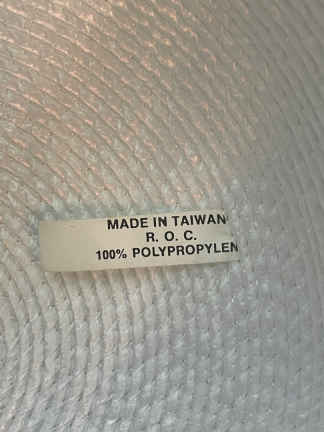 MADE IN TAIWAN
R. O. C.
100% POLYPROPYLEN